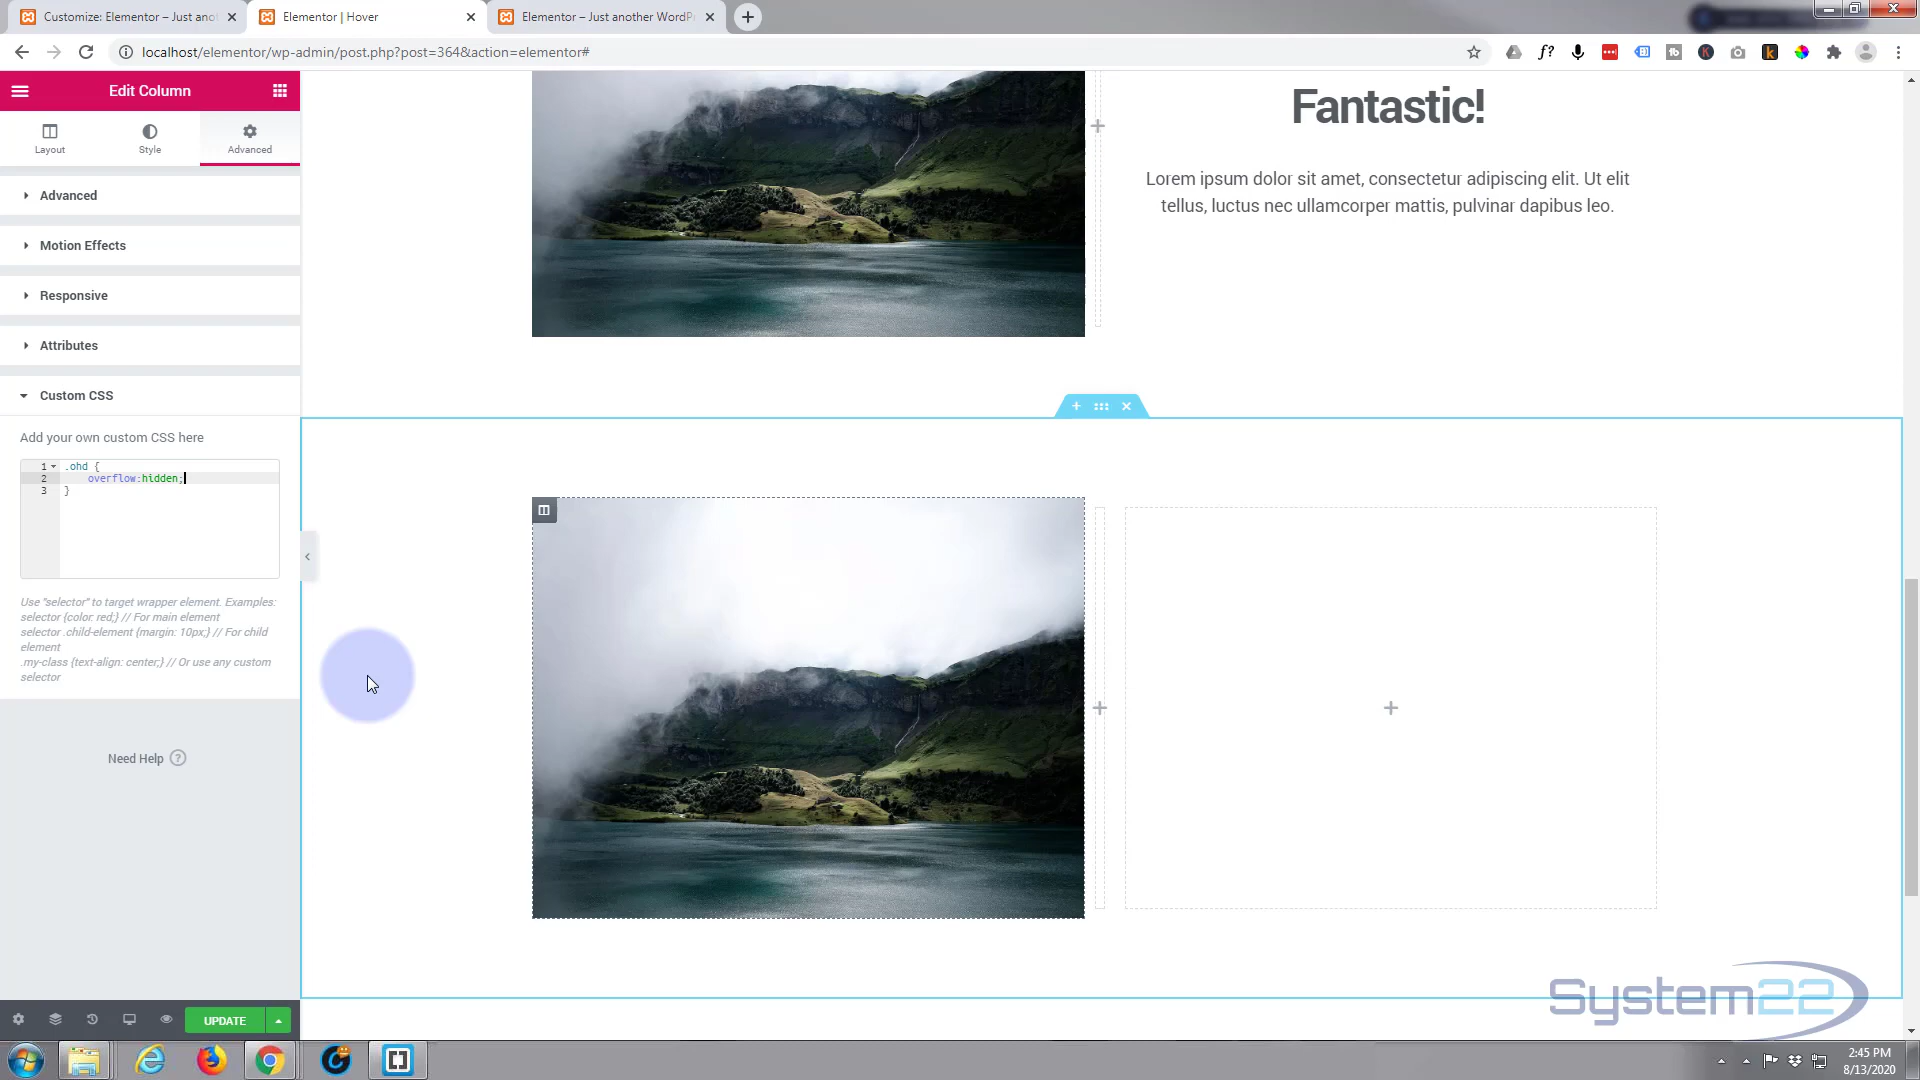 Customize: Elementor – Just anot
Elementor | Hover
Elementor – Just another WordPr
localhost/elementor/wp-admin/post.php?post=364&action=elementor#
Edit Column
Layout
Style
Advanced
Advanced
Motion Effects
Responsive
Attributes
Custom CSS
Add your own custom CSS here
1 .ohd {
2 overflow:hidden;
3 }
Use "selector" to target wrapper element. Examples:
selector {color: red;} // For main element
selector .child-element {margin: 10px;} // For child
element
.my-class {text-align: center;} // Or use any custom
selector
Need Help ?
UPDATE
Fantastic!
Lorem ipsum dolor sit amet, consectetur adipiscing elit. Ut elit
tellus, luctus nec ullamcorper mattis, pulvinar dapibus leo.
System22
2:45 PM
8/13/2020